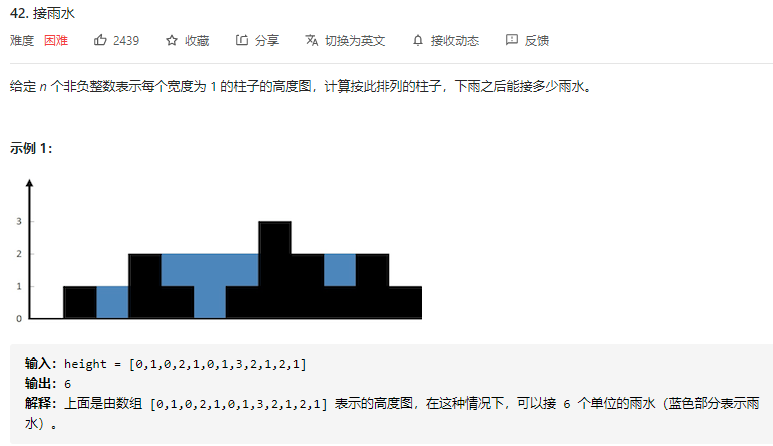 42. 接雨水
难度 困难 2439 收藏 分享 切换为英文 接收动态 反馈
给定 n 个非负整数表示每个宽度为 1 的柱子的高度图，计算按此排列的柱子，下雨之后能接多少雨水。
示例 1：
3
2
1
0
输入：height = [0,1,0,2,1,0,1,3,2,1,2,1]
输出：6
解释：上面是由数组 [0,1,0,2,1,0,1,3,2,1,2,1] 表示的高度图，在这种情况下，可以接 6 个单位的雨水（蓝色部分表示雨
水）。